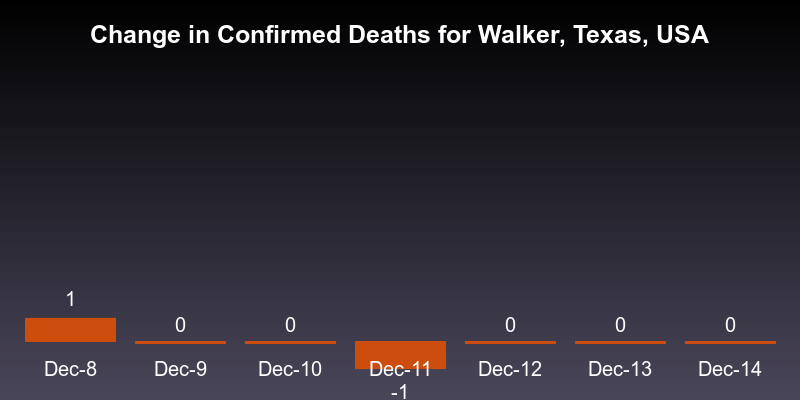 Change in Confirmed Deaths for Walker, Texas, USA
1 0 0 0 0 0
Dec-8 Dec-9 Dec-10 Dec-11 Dec-12 Dec-13 Dec-14
-1